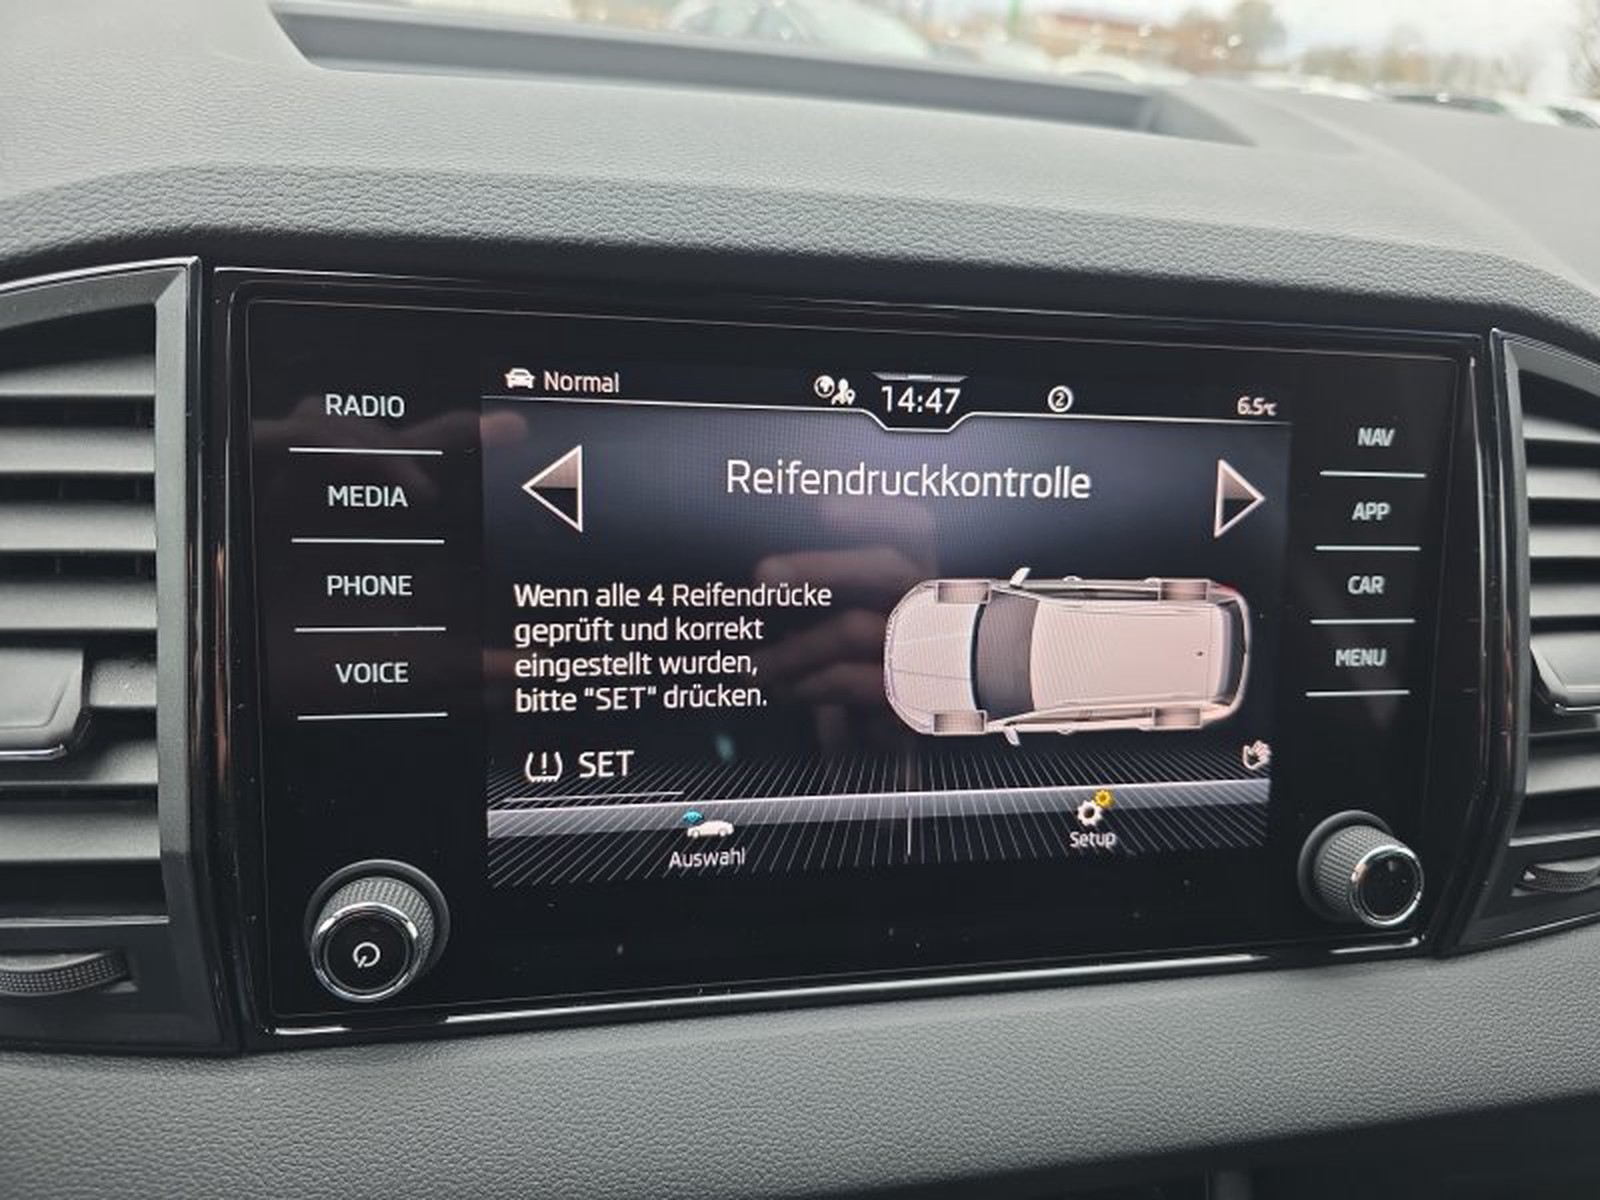 Normal
14:47
2
6.5°C
RADIO
MEDIA
PHONE
VOICE
Reifendruckkontrolle
Wenn alle 4 Reifendrücke
geprüft und korrekt
eingestellt wurden,
bitte "SET" drücken.
(!) SET
Auswahl
Setup
NAV
APP
CAR
MENU